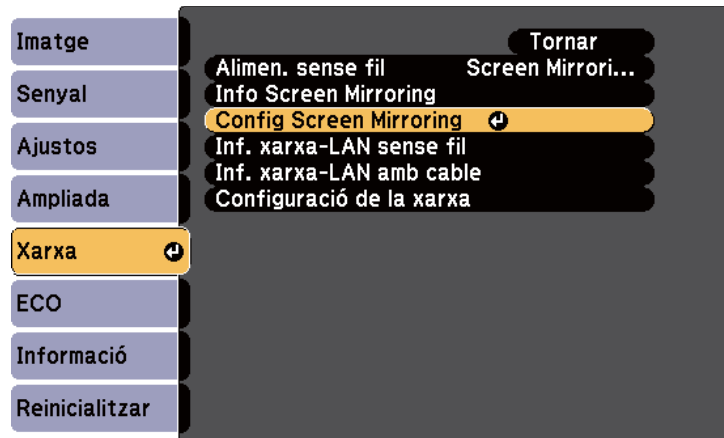 Imatge
Senyal
Ajustos
Ampliada
Xarxa
ECO
Informació
Reinicialitzar
Tornar
Alimen. sense fil Screen Mirrori...
Info Screen Mirroring
Config Screen Mirroring
Inf. xarxa-LAN sense fil
Inf. xarxa-LAN amb cable
Configuració de la xarxa